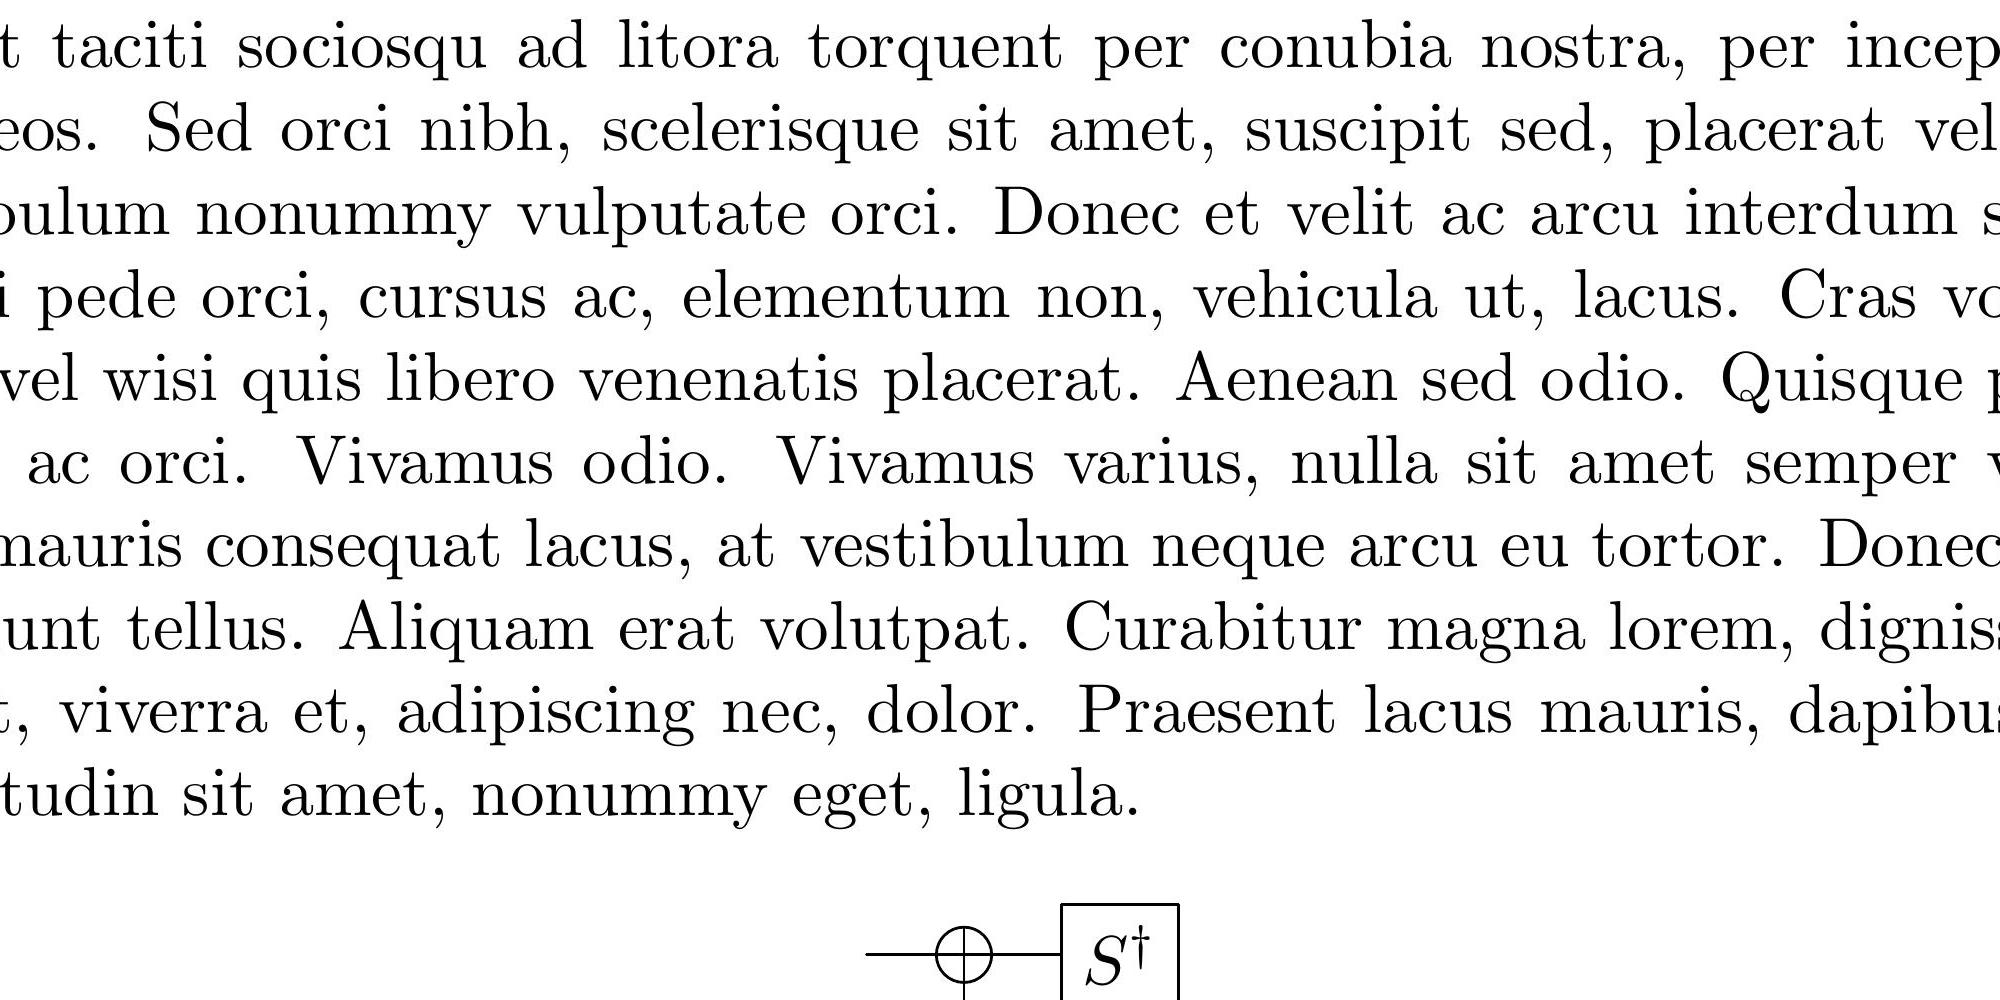 t taciti sociosqu ad litora torquent per conubia nostra, per incep
eos. Sed orci nibh, scelerisque sit amet, suscipit sed, placerat vel
bulum nonummy vulputate orci. Donec et velit ac arcu interdum s
i pede orci, cursus ac, elementum non, vehicula ut, lacus. Cras vo
vel wisi quis libero venenatis placerat. Aenean sed odio. Quisque p
ac orci. Vivamus odio. Vivamus varius, nulla sit amet semper v
mauris consequat lacus, at vestibulum neque arcu eu tortor. Donec
unt tellus. Aliquam erat volutpat. Curabitur magna lorem, digniss
t, viverra et, adipiscing nec, dolor. Praesent lacus mauris, dapibus
tudin sit amet, nonummy eget, ligula.
S†